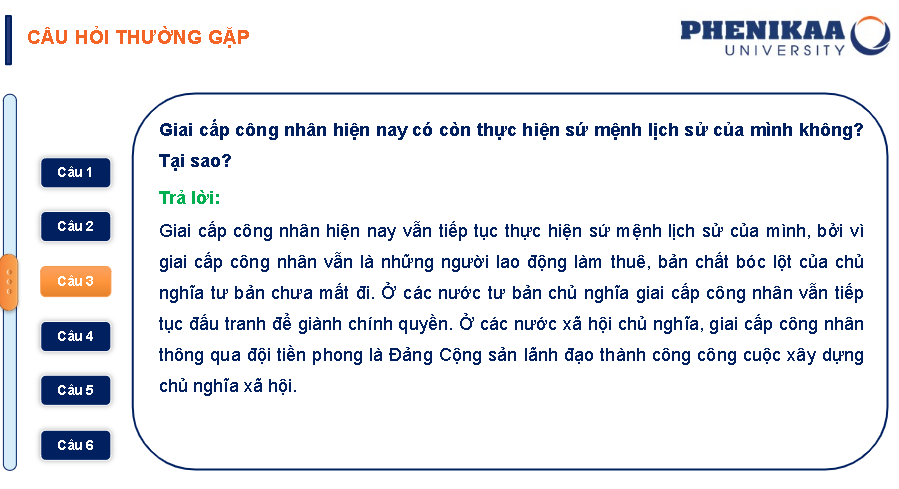 CÂU HỎI THƯỜNG GẶP
PHENIKAA
UNIVERSITY
Câu 1
Câu 2
Câu 3
Câu 4
Câu 5
Câu 6
Giai cấp công nhân hiện nay có còn thực hiện sứ mệnh lịch sử của mình không?
Tại sao?
Trả lời:
Giai cấp công nhân hiện nay vẫn tiếp tục thực hiện sứ mệnh lịch sử của mình, bởi vì
giai cấp công nhân vẫn là những người lao động làm thuê, bản chất bóc lột của chủ
nghĩa tư bản chưa mất đi. Ở các nước tư bản chủ nghĩa giai cấp công nhân vẫn tiếp
tục đấu tranh để giành chính quyền. Ở các nước xã hội chủ nghĩa, giai cấp công nhân
thông qua đội tiền phong là Đảng Cộng sản lãnh đạo thành công công cuộc xây dựng
chủ nghĩa xã hội.